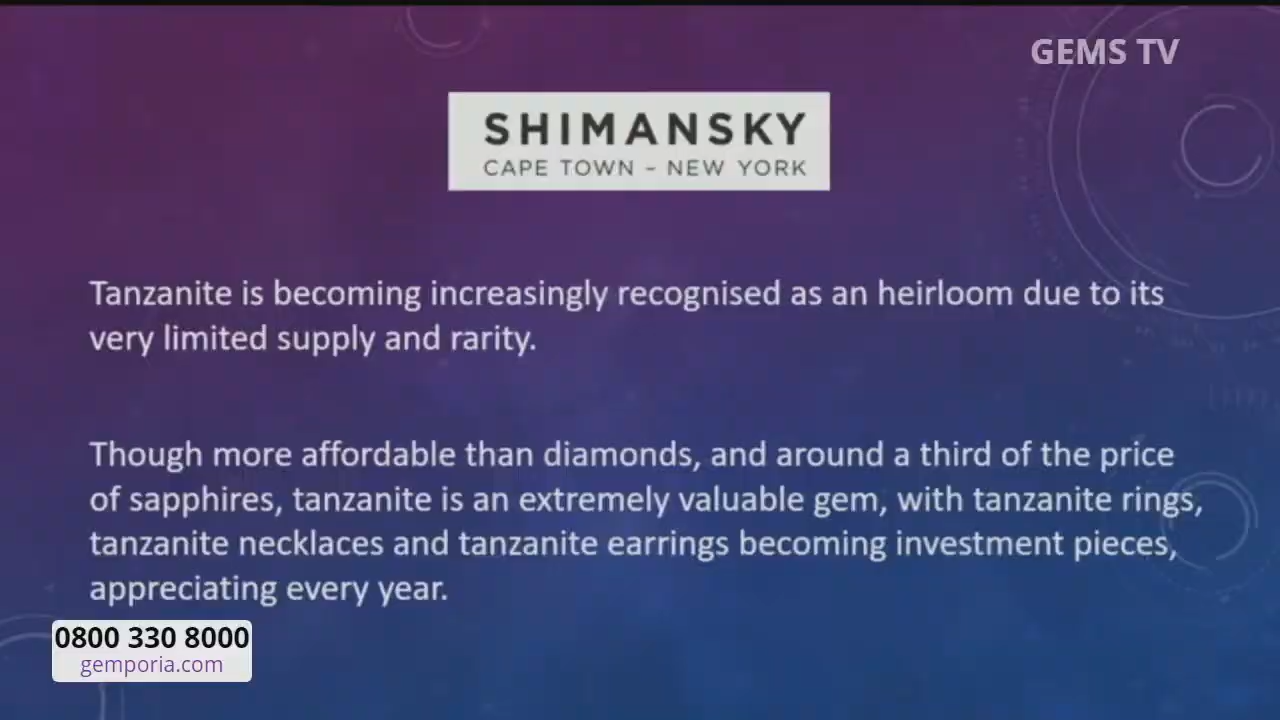 GEMS TV
SHIMANSKY
CAPE TOWN – NEW YORK
Tanzanite is becoming increasingly recognised as an heirloom due to its
very limited supply and rarity.
Though more affordable than diamonds, and around a third of the price
of sapphires, tanzanite is an extremely valuable gem, with tanzanite rings,
tanzanite necklaces and tanzanite earrings becoming investment pieces,
appreciating every year.
0800 330 8000
gemporia.com